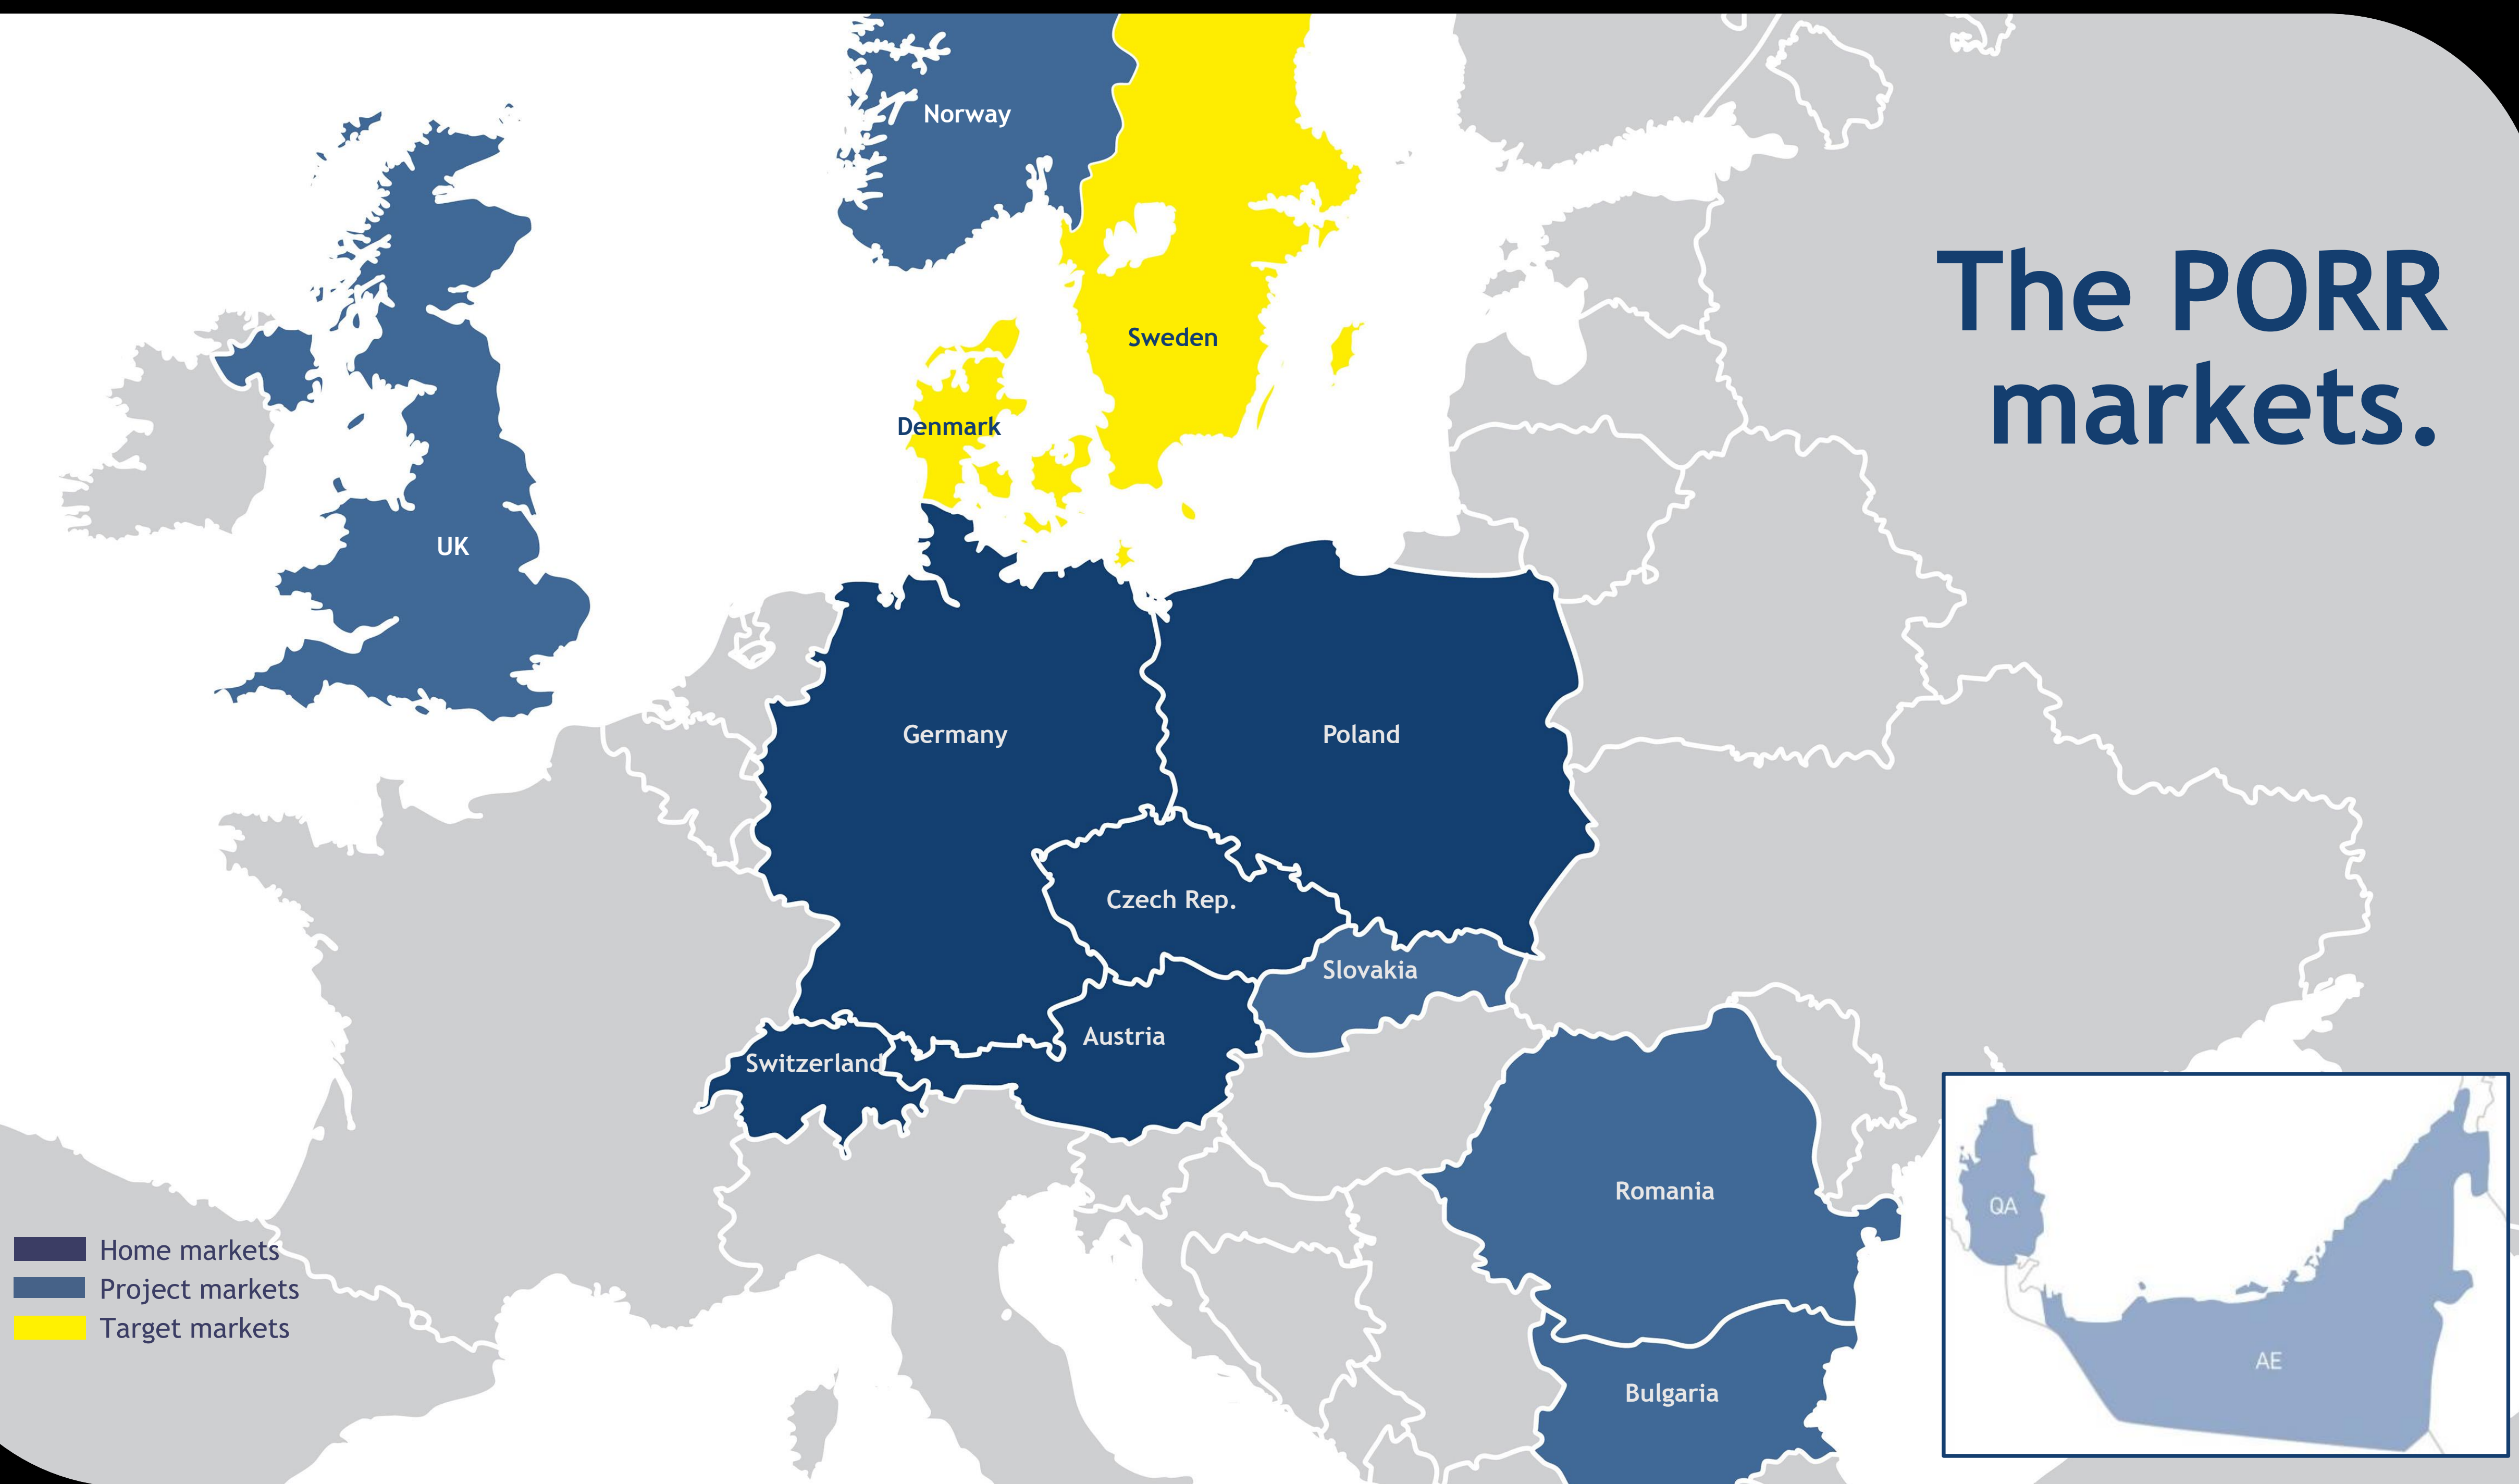 The PORR
markets.
Norway
Sweden
Denmark
UK
Germany
Poland
Czech Rep.
Slovakia
Austria
Switzerland
Romania
Bulgaria
QA
AE
Home markets
Project markets
Target markets